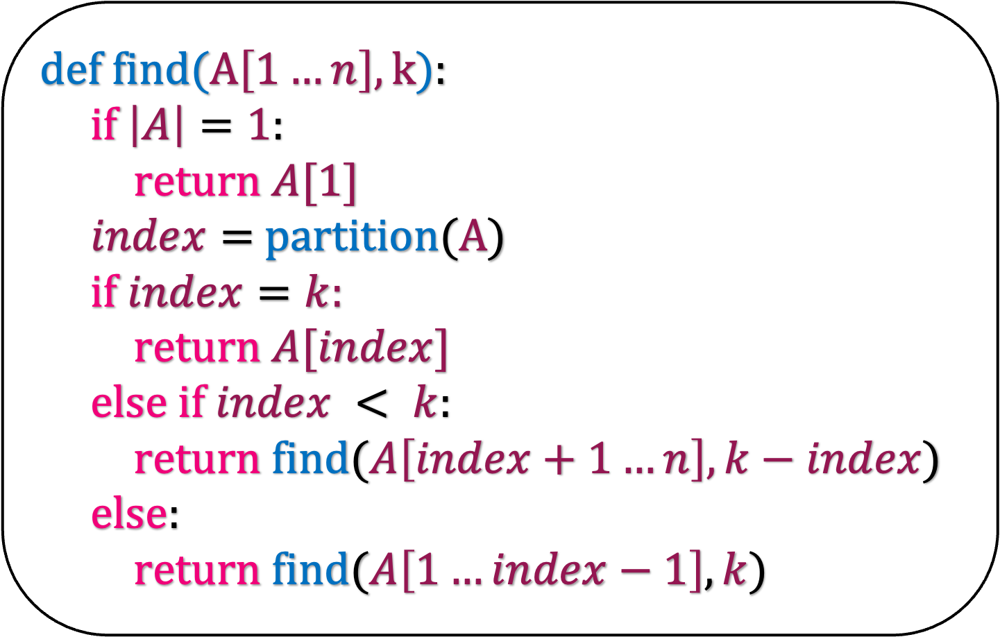 def find(A[1 … n], k):
if |A| = 1:
return A[1]
index = partition(A)
if index = k:
return A[index]
else if index < k:
return find(A[index + 1 … n], k − index)
else:
return find(A[1 … index − 1], k)